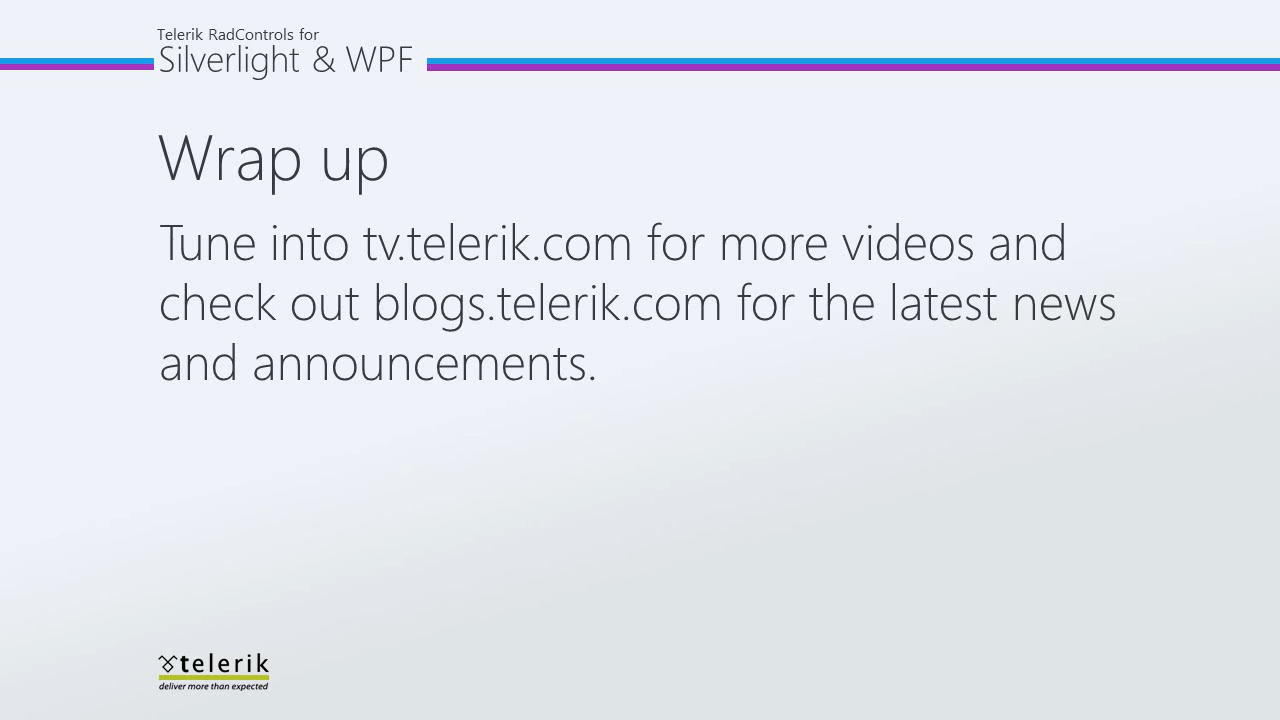 Telerik RadControls for
Silverlight & WPF
Wrap up
Tune into tv.telerik.com for more videos and
check out blogs.telerik.com for the latest news
and announcements.
telerik
deliver more than expected